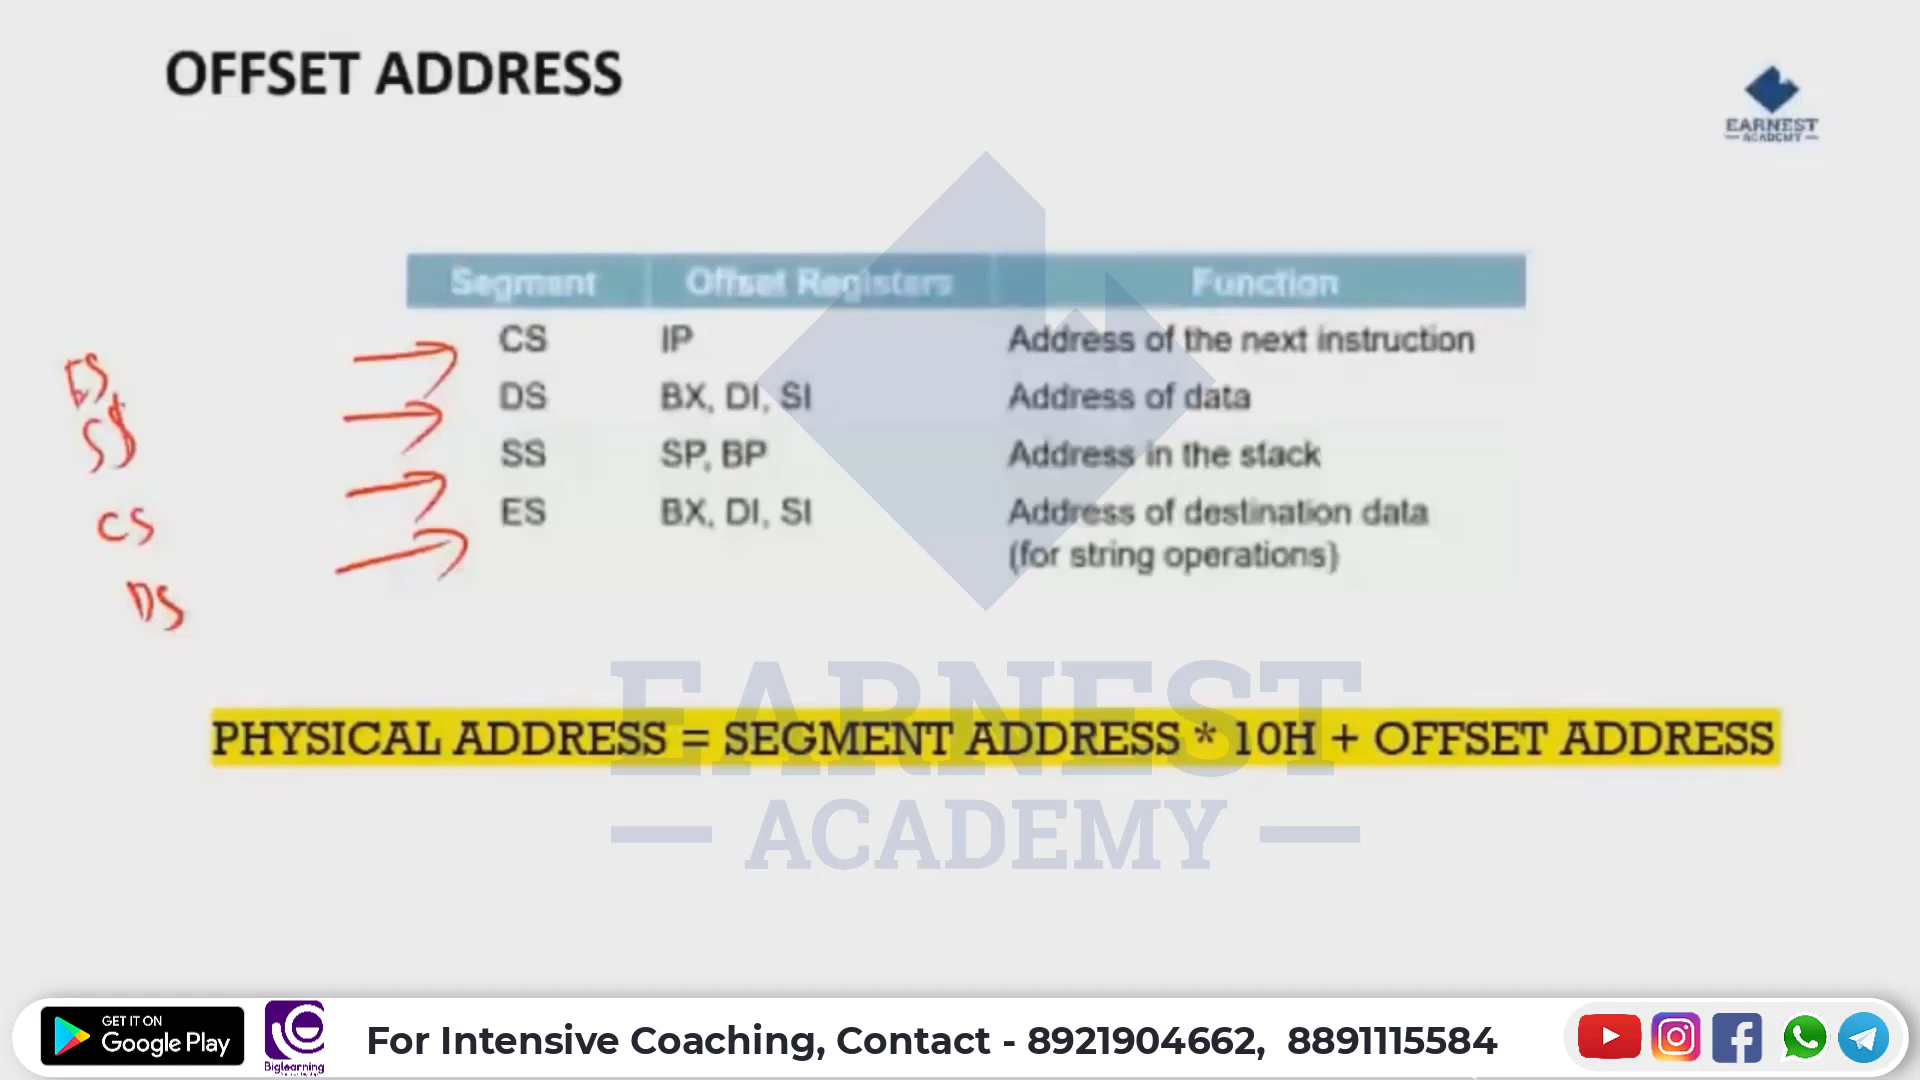 OFFSET ADDRESS
EARNEST
ACADEMY
Segment Offset Registers Function
CS IP Address of the next instruction
DS BX, DI, SI Address of data
SS SP, BP Address in the stack
ES BX, DI, SI Address of destination data
(for string operations)
ES
SS
CS
DS
PHYSICAL ADDRESS = SEGMENT ADDRESS * 10H + OFFSET ADDRESS
EARNEST
ACADEMY
GET IT ON
Google Play
Biglearning
For Intensive Coaching, Contact - 8921904662, 8891115584